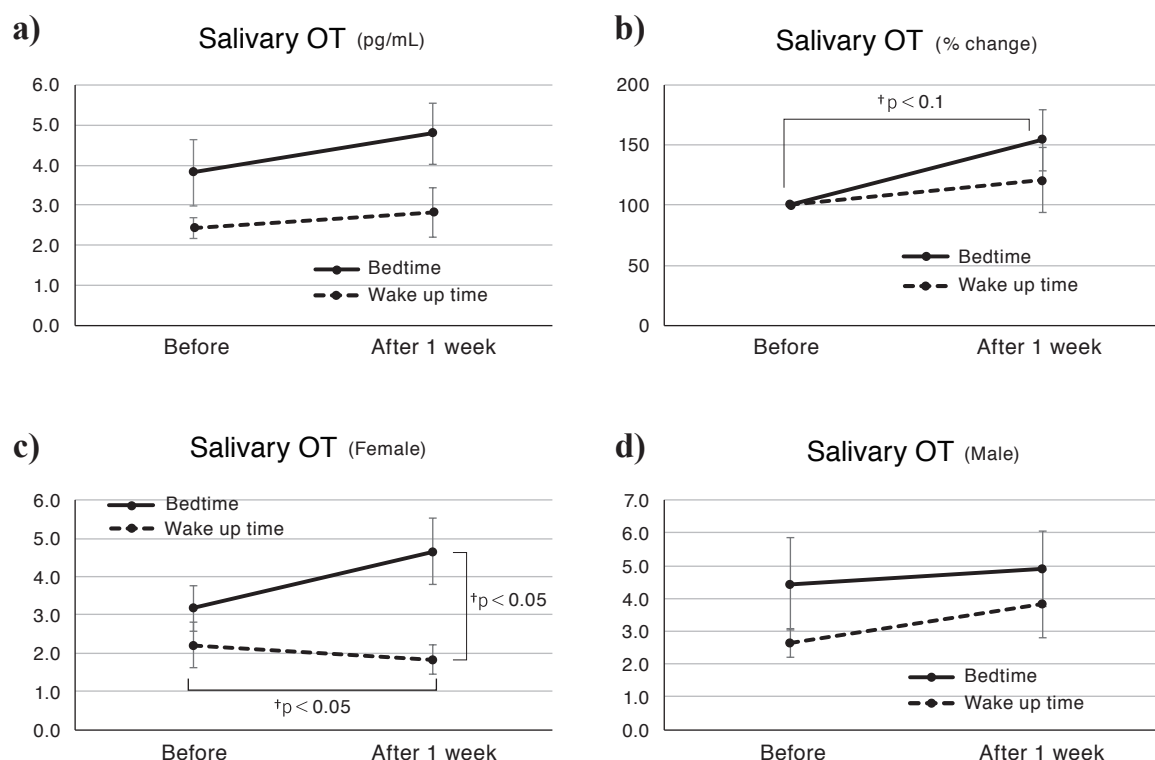 a)
Salivary OT (pg/mL)
6.0
5.0
4.0
3.0
2.0
1.0
0.0
Bedtime
Wake up time
Before After 1 week
b)
Salivary OT (% change)
200
150
100
50
0
†p<0.1
Bedtime
Wake up time
Before After 1 week
c)
Salivary OT (Female)
6.0
5.0
4.0
3.0
2.0
1.0
0.0
Bedtime
Wake up time
†p<0.05
†p<0.05
Before After 1 week
d)
Salivary OT (Male)
7.0
6.0
5.0
4.0
3.0
2.0
1.0
0.0
Bedtime
Wake up time
Before After 1 week